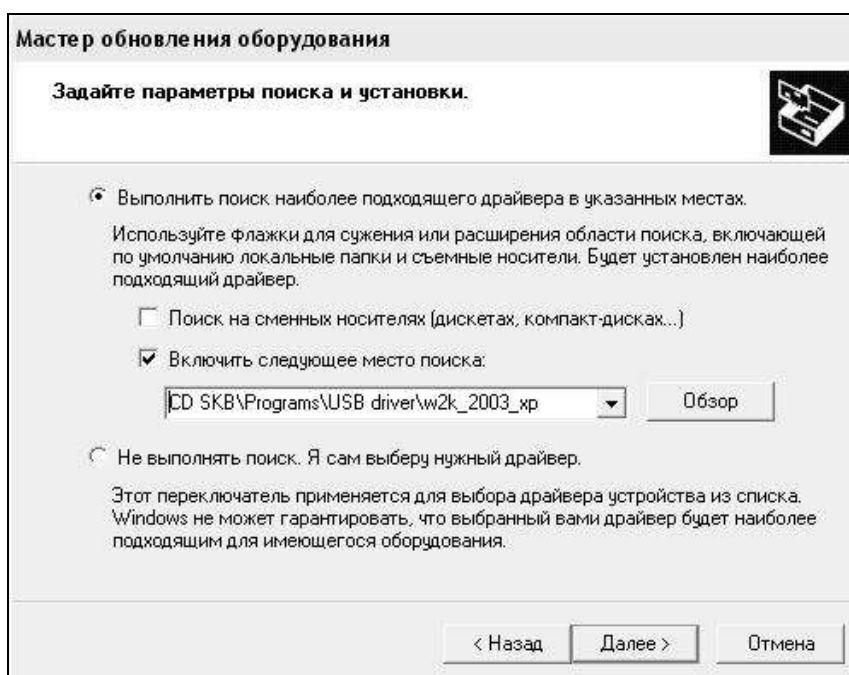 Мастер обновления оборудования
Задайте параметры поиска и установки.
Выполнить поиск наиболее подходящего драйвера в указанных местах.
Используйте флажки для сужения или расширения области поиска, включающей
по умолчанию локальные папки и съемные носители. Будет установлен наиболее
подходящий драйвер.
Поиск на сменных носителях (дискетах, компакт-дисках...)
Включить следующее место поиска:
CD SKB\Programs\USB driver\w2k_2003_xp
Обзор
Не выполнять поиск. Я сам выберу нужный драйвер.
Этот переключатель применяется для выбора драйвера устройства из списка.
Windows не может гарантировать, что выбранный вами драйвер будет наиболее
подходящим для имеющегося оборудования.
< Назад Далее > Отмена